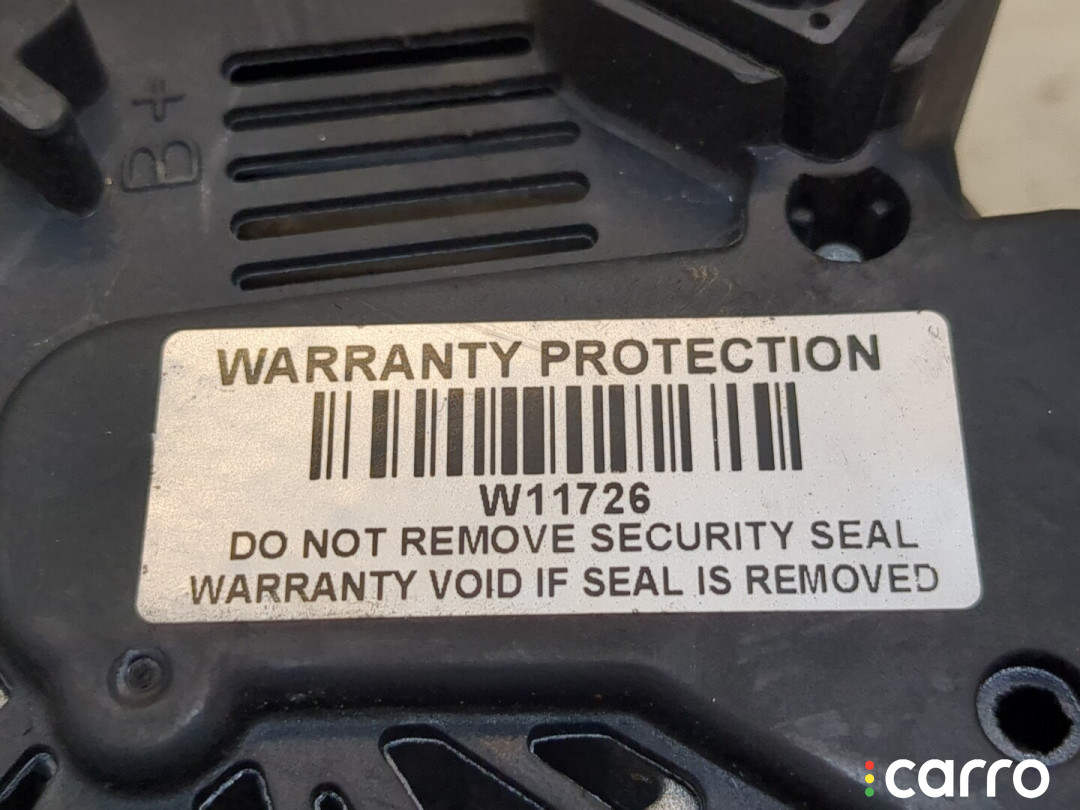 B+
WARRANTY PROTECTION
W11726
DO NOT REMOVE SECURITY SEAL
WARRANTY VOID IF SEAL IS REMOVED
carro